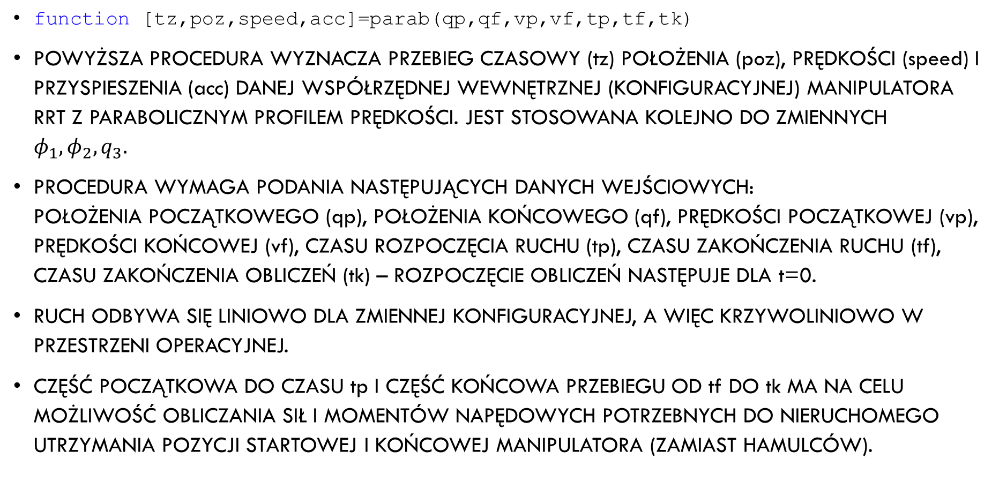 • function [tz,poz,speed,acc]=parab(qp,qf,vp,vf,tp,tf,tk)
• POWYŻSZA PROCEDURA WYZNACZA PRZEBIEG CZASOWY (tz) POŁOŻENIA (poz), PRĘDKOŚCI (speed) I
PRZYSPIESZENIA (acc) DANEJ WSPÓŁRZĘDNEJ WEWNĘTRZNEJ (KONFIGURACYJNEJ) MANIPULATORA
RRT Z PARABOLICZNYM PROFILEM PRĘDKOŚCI. JEST STOSOWANA KOLEJNO DO ZMIENNYCH
ϕ₁, ϕ₂, q₃.
• PROCEDURA WYMAGA PODANIA NASTĘPUJĄCYCH DANYCH WEJŚCIOWYCH:
POŁOŻENIA POCZĄTKOWEGO (qp), POŁOŻENIA KOŃCOWEGO (qf), PRĘDKOŚCI POCZĄTKOWEJ (vp),
PRĘDKOŚCI KOŃCOWEJ (vf), CZASU ROZPOCZĘCIA RUCHU (tp), CZASU ZAKOŃCZENIA RUCHU (tf),
CZASU ZAKOŃCZENIA OBLICZEŃ (tk) – ROZPOCZĘCIE OBLICZEŃ NASTĘPUJE DLA t=0.
• RUCH ODBYWA SIĘ LINIOWO DLA ZMIENNEJ KONFIGURACYJNEJ, A WIĘC KRZYWOLINIOWO W
PRZESTRZENI OPERACYJNEJ.
• CZĘŚĆ POCZĄTKOWA DO CZASU tp I CZĘŚĆ KOŃCOWA PRZEBIEGU OD tf DO tk MA NA CELU
MOŻLIWOŚĆ OBLICZANIA SIŁ I MOMENTÓW NAPĘDOWYCH POTRZEBNYCH DO NIERUCHOMEGO
UTRZYMANIA POZYCJI STARTOWEJ I KOŃCOWEJ MANIPULATORA (ZAMIAST HAMULCÓW).